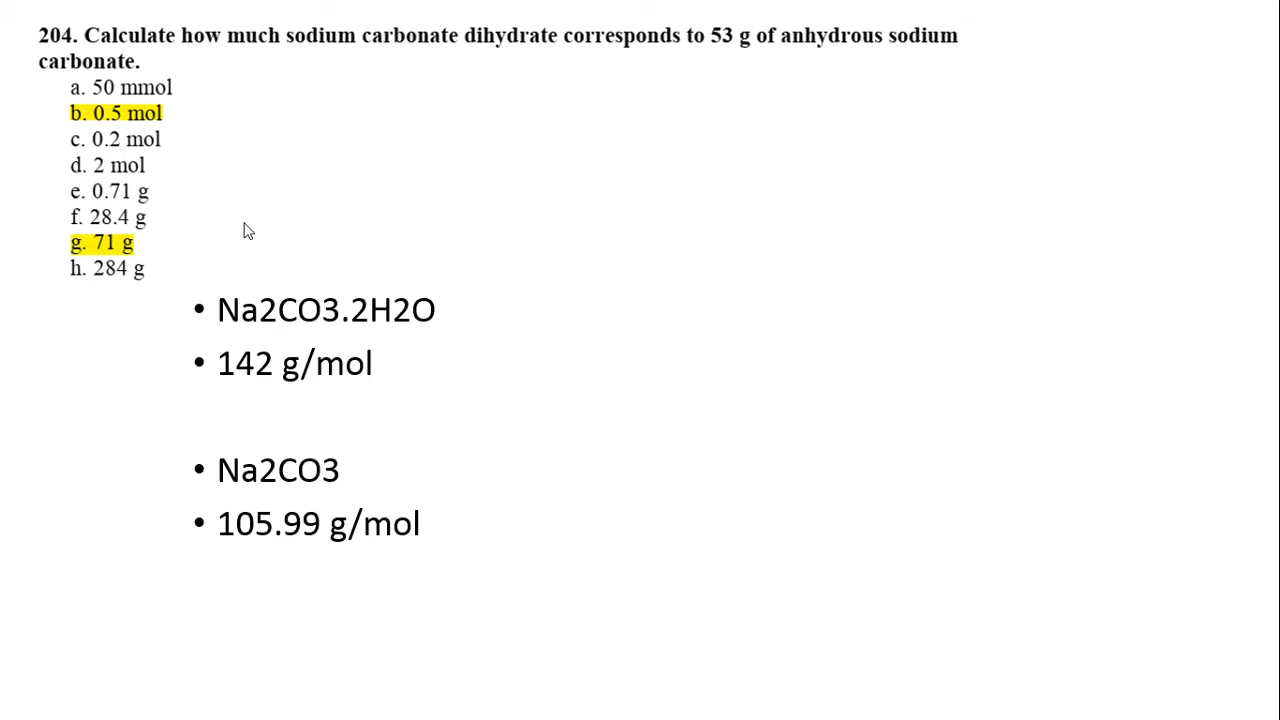 204. Calculate how much sodium carbonate dihydrate corresponds to 53 g of anhydrous sodium
carbonate.
a. 50 mmol
b. 0.5 mol
c. 0.2 mol
d. 2 mol
e. 0.71 g
f. 28.4 g
g. 71 g
h. 284 g
• Na2CO3.2H2O
• 142 g/mol
• Na2CO3
• 105.99 g/mol